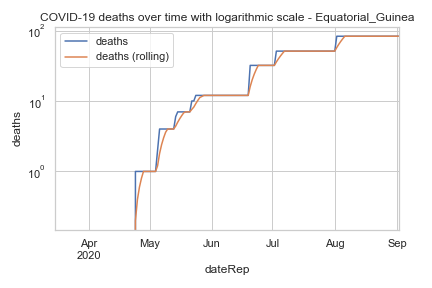 COVID-19 deaths over time with logarithmic scale - Equatorial_Guinea
deaths
deaths (rolling)
10²
10¹
10⁰
deaths
Apr
2020
May
Jun
Jul
Aug
Sep
dateRep